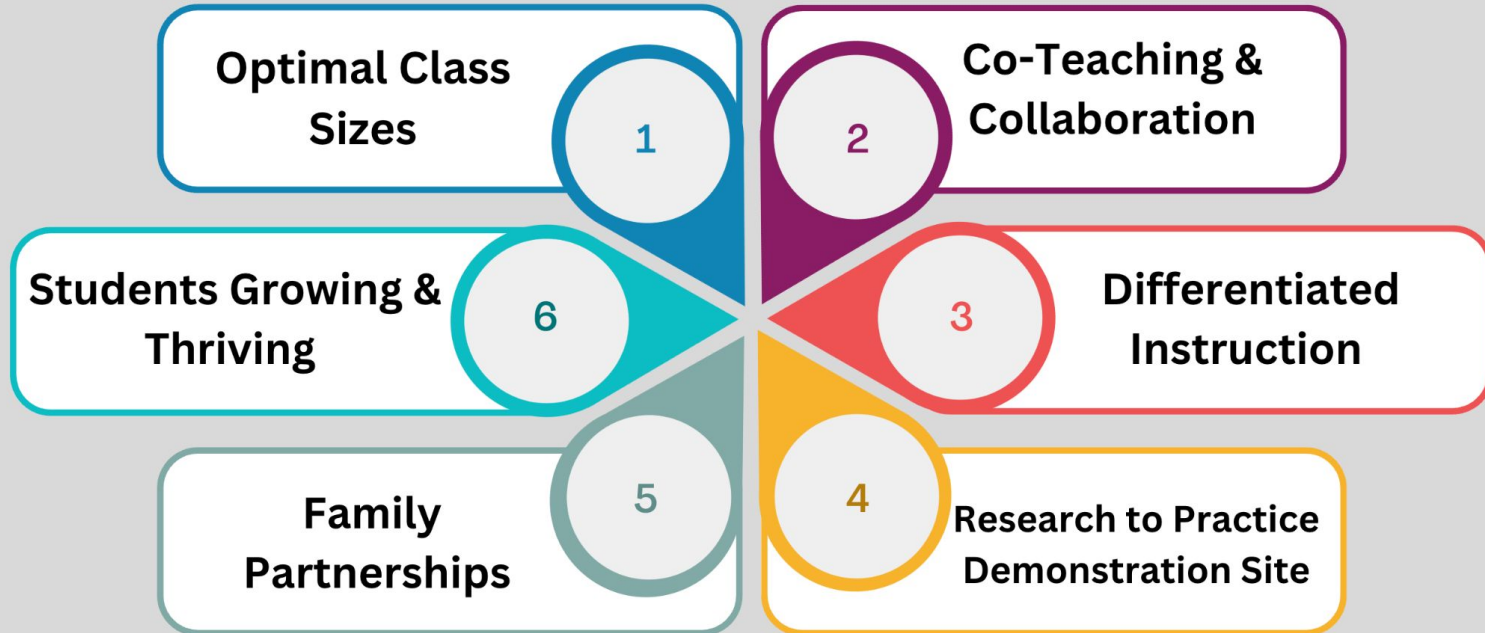 Optimal Class
Sizes
1
2
Co-Teaching &
Collaboration
3
Differentiated
Instruction
4
Research to Practice
Demonstration Site
5
Family
Partnerships
6
Students Growing &
Thriving